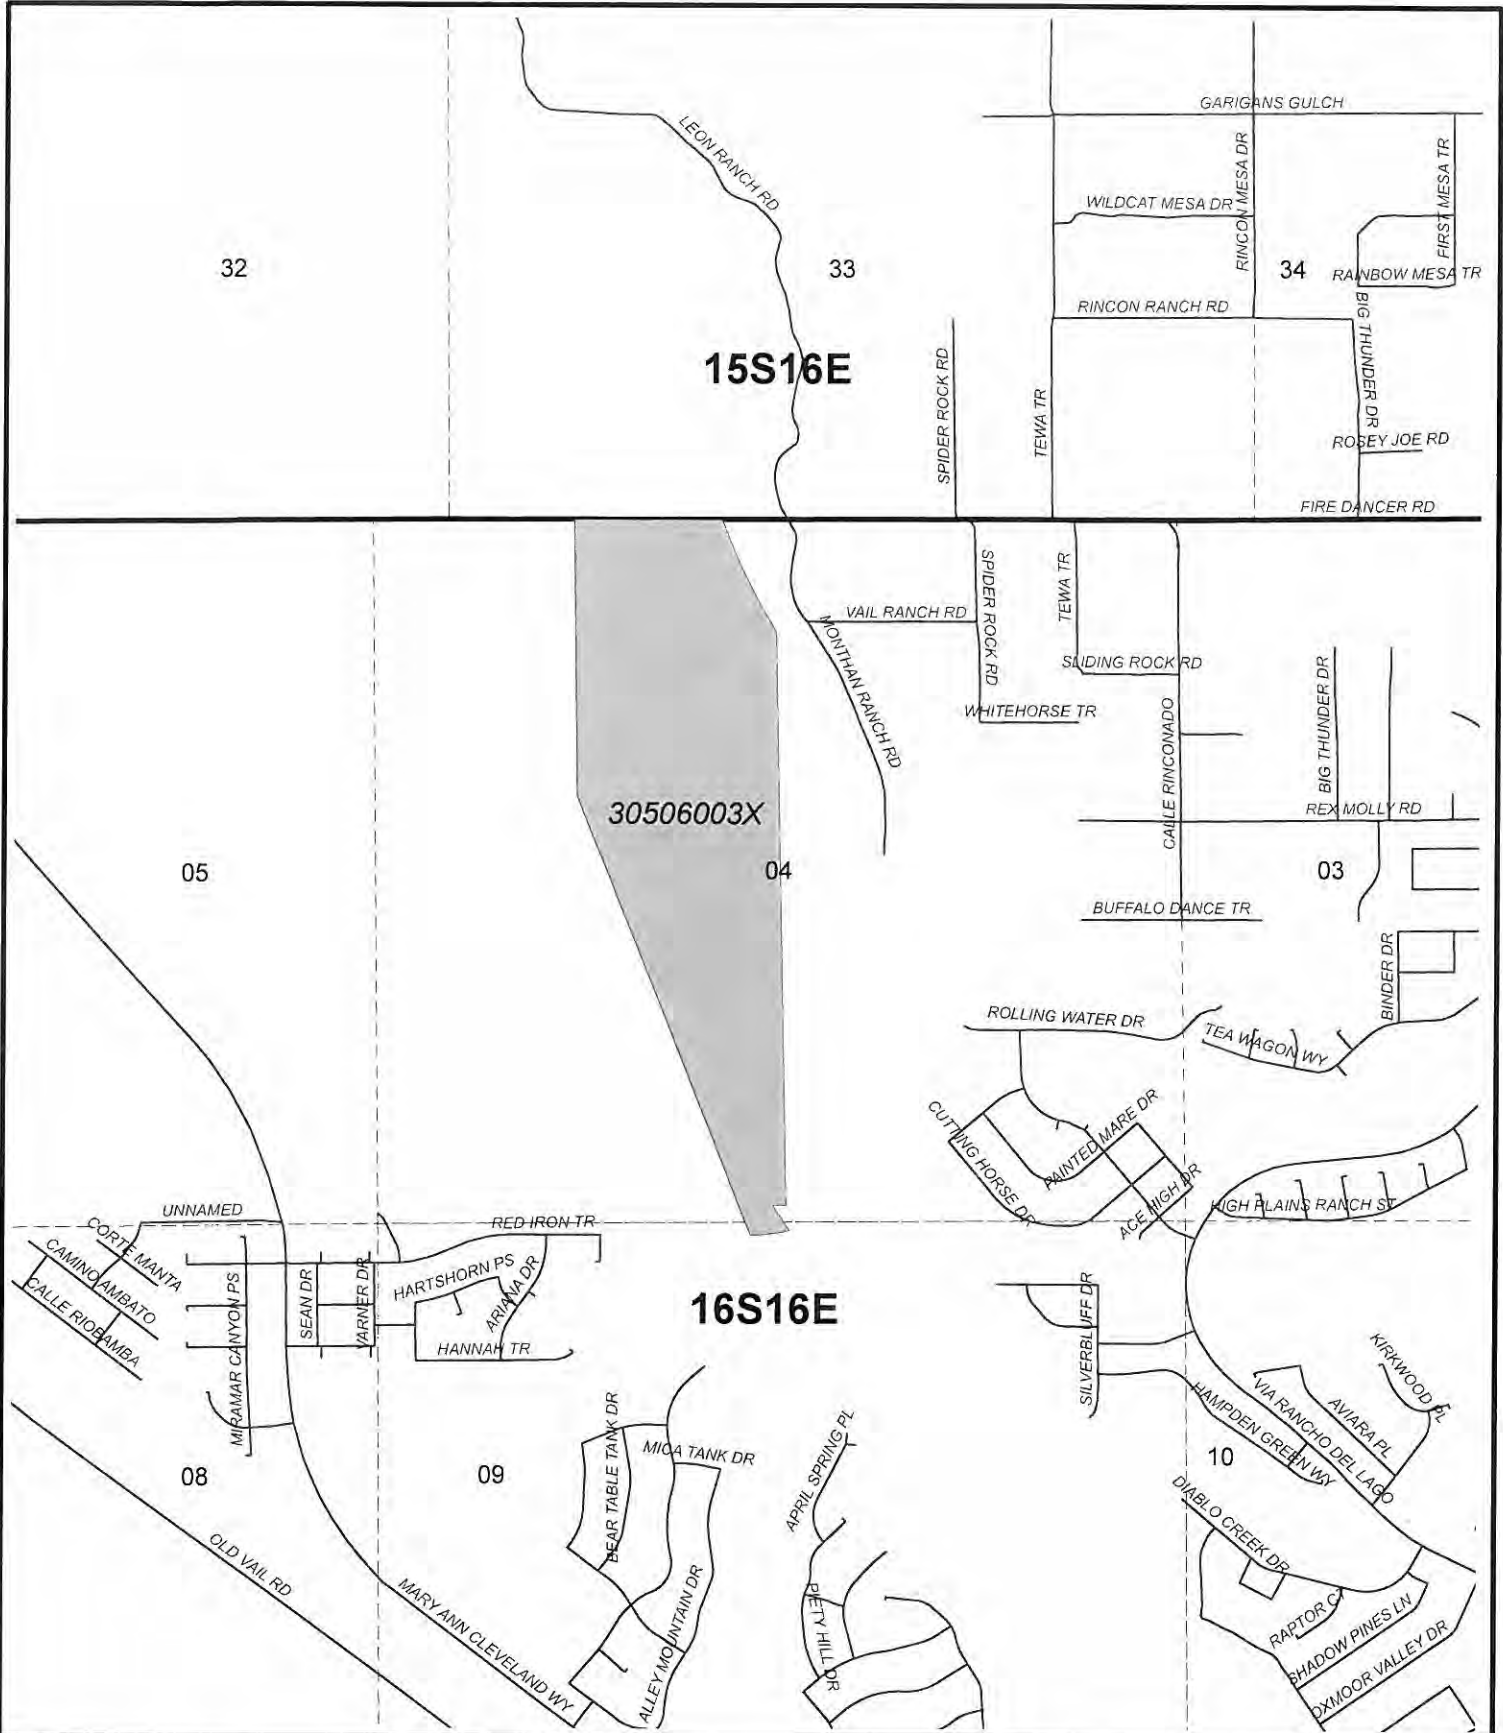 GARIGANS GULCH
LEON RANCH RD
RINCON MESA DR
FIRST MESA TR
WILDCAT MESA DR
32
33
34
RAINBOW MESA TR
RINCON RANCH RD
BIG THUNDER DR
15S16E
SPIDER ROCK RD
TEWA TR
ROSEY JOE RD
FIRE DANCER RD
SPIDER ROCK RD
TEWA TR
VAIL RANCH RD
MONTHAN RANCH RD
SLIDING ROCK RD
WHITEHORSE TR
CALLE RINCONADO
BIG THUNDER DR
30506003X
REX MOLLY RD
05
04
03
BUFFALO DANCE TR
BINDER DR
ROLLING WATER DR
TEA WAGON WY
CUTTING HORSE DR
PAINTED MARE DR
ACE HIGH DR
HIGH PLAINS RANCH ST
UNNAMED
RED IRON TR
CORTE MANTA
CAMINO AMBATO
CALLE RIOBAMBA
MIRAMAR CANYON PS
SEAN DR
VARNER DR
HARTSHORN PS
ARIANA DR
HANNAH TR
16S16E
SILVERBLUFF DR
KIRKWOOD PL
VIA RANCHO DEL LAGO
AVIARA PL
HAMPDEN GREEN WY
BEAR TABLE TANK DR
MICA TANK DR
APRIL SPRING PL
08
09
10
DIABLO CREEK DR
OLD VAIL RD
MARY ANN CLEVELAND WY
ALLEY MOUNTAIN DR
PIETY HILL DR
RAPTOR CT
SHADOW PINES LN
OXMOOR VALLEY DR